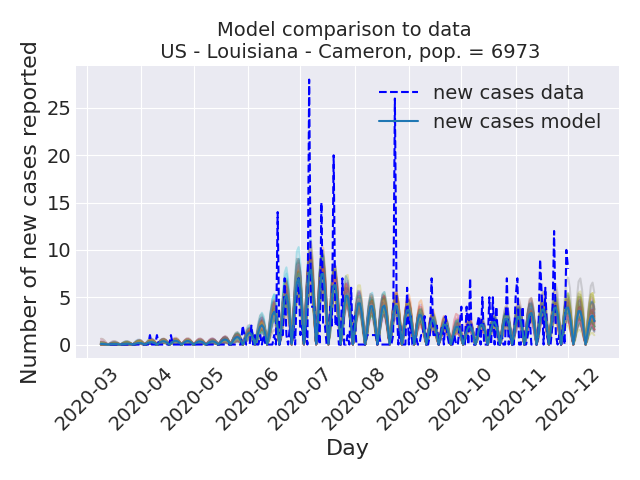 Model comparison to data
US - Louisiana - Cameron, pop. = 6973
new cases data
new cases model
Number of new cases reported
25
20
15
10
5
0
2020-03
2020-04
2020-05
2020-06
2020-07
2020-08
2020-09
2020-10
2020-11
2020-12
Day